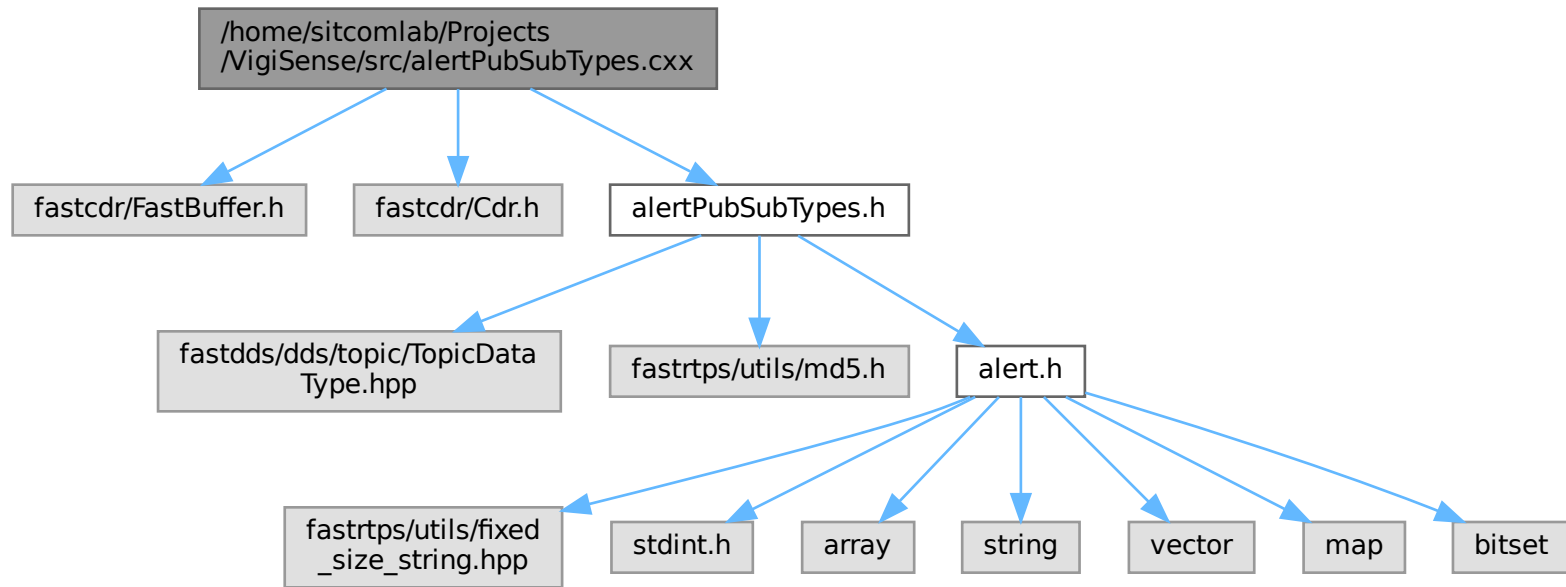 /home/sitcomlab/Projects
/VigiSense/src/alertPubSubTypes.cxx
fastcdr/FastBuffer.h
fastcdr/Cdr.h
alertPubSubTypes.h
fastdds/dds/topic/TopicData
Type.hpp
fastrtps/utils/md5.h
alert.h
fastrtps/utils/fixed
_size_string.hpp
stdint.h
array
string
vector
map
bitset